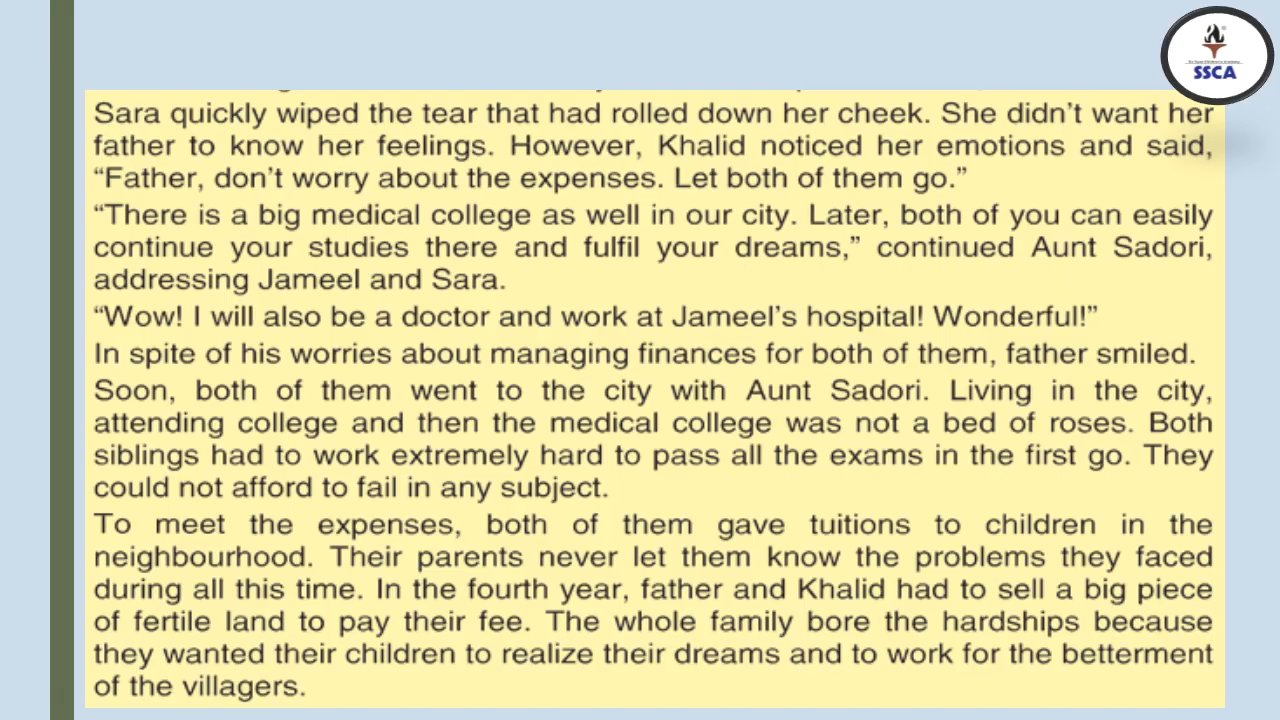 SSCA
Sara quickly wiped the tear that had rolled down her cheek. She didn’t want her
father to know her feelings. However, Khalid noticed her emotions and said,
“Father, don’t worry about the expenses. Let both of them go.”
“There is a big medical college as well in our city. Later, both of you can easily
continue your studies there and fulfil your dreams,” continued Aunt Sadori,
addressing Jameel and Sara.
“Wow! I will also be a doctor and work at Jameel’s hospital! Wonderful!”
In spite of his worries about managing finances for both of them, father smiled.
Soon, both of them went to the city with Aunt Sadori. Living in the city,
attending college and then the medical college was not a bed of roses. Both
siblings had to work extremely hard to pass all the exams in the first go. They
could not afford to fail in any subject.
To meet the expenses, both of them gave tuitions to children in the
neighbourhood. Their parents never let them know the problems they faced
during all this time. In the fourth year, father and Khalid had to sell a big piece
of fertile land to pay their fee. The whole family bore the hardships because
they wanted their children to realize their dreams and to work for the betterment
of the villagers.